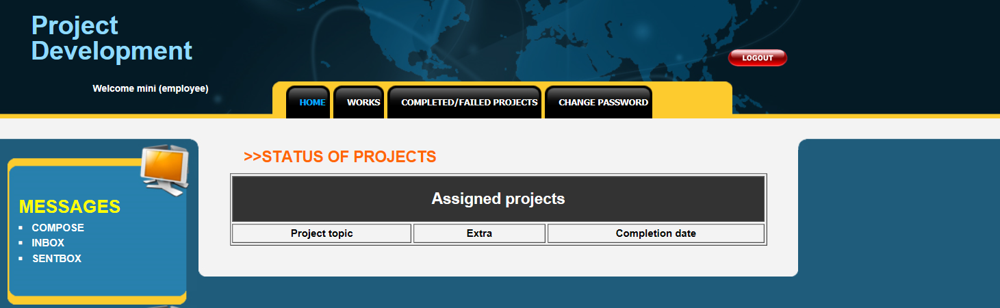 Project
Development
LOGOUT
Welcome mini (employee)
HOME WORKS COMPLETED/FAILED PROJECTS CHANGE PASSWORD
>>STATUS OF PROJECTS
Assigned projects
Project topic Extra Completion date
MESSAGES
COMPOSE
INBOX
SENTBOX